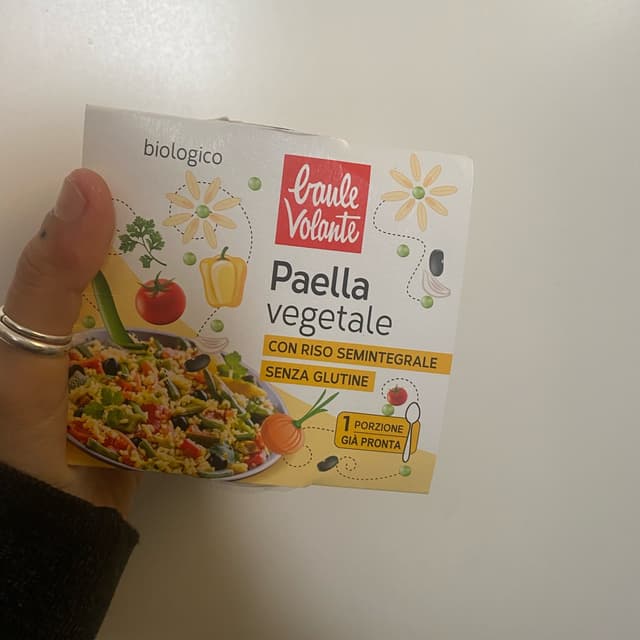 biologico
baule
volante
Paella
vegetale
CON RISO SEMINTEGRALE
SENZA GLUTINE
1 PORZIONE
GIÀ PRONTA